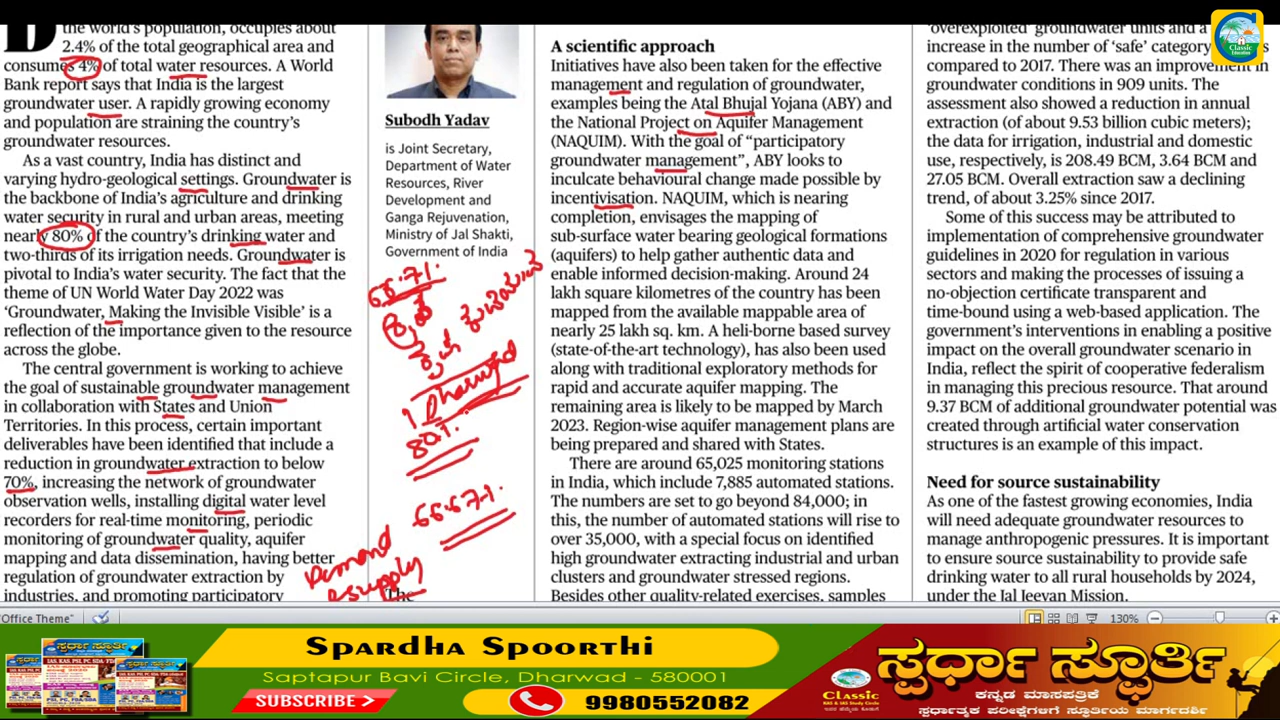 the world's population, occupies about
2.4% of the total geographical area and
consumes 4% of total water resources. A World
Bank report says that India is the largest
groundwater user. A rapidly growing economy
and population are straining the country's
groundwater resources.
As a vast country, India has distinct and
varying hydro-geological settings. Groundwater is
the backbone of India's agriculture and drinking
water security in rural and urban areas, meeting
nearly 80% of the country's drinking water and
two-thirds of its irrigation needs. Groundwater is
pivotal to India's water security. The fact that the
theme of UN World Water Day 2022 was
'Groundwater, Making the Invisible Visible' is a
reflection of the importance given to the resource
across the globe.
The central government is working to achieve
the goal of sustainable groundwater management
in collaboration with States and Union
Territories. In this process, certain important
deliverables have been identified that include a
reduction in groundwater extraction to below
70%, increasing the network of groundwater
observation wells, installing digital water level
recorders for real-time monitoring, periodic
monitoring of groundwater quality, aquifer
mapping and data dissemination, having better
regulation of groundwater extraction by
industries, and promoting participatory
Subodh Yadav
is Joint Secretary,
Department of Water
Resources, River
Development and
Ganga Rejuvenation,
Ministry of Jal Shakti,
Government of India
66.7%
1 Dharwad
80%
66.67%
Demand
supply
The
A scientific approach
Initiatives have also been taken for the effective
management and regulation of groundwater,
examples being the Atal Bhujal Yojana (ABY) and
the National Project on Aquifer Management
(NAQUIM). With the goal of "participatory
groundwater management", ABY looks to
inculcate behavioural change made possible by
incentivisation. NAQUIM, which is nearing
completion, envisages the mapping of
sub-surface water bearing geological formations
(aquifers) to help gather authentic data and
enable informed decision-making. Around 24
lakh square kilometres of the country has been
mapped from the available mappable area of
nearly 25 lakh sq. km. A heli-borne based survey
(state-of-the-art technology), has also been used
along with traditional exploratory methods for
rapid and accurate aquifer mapping. The
remaining area is likely to be mapped by March
2023. Region-wise aquifer management plans are
being prepared and shared with States.
There are around 65,025 monitoring stations
in India, which include 7,885 automated stations.
The numbers are set to go beyond 84,000; in
this, the number of automated stations will rise to
over 35,000, with a special focus on identified
high groundwater extracting industrial and urban
clusters and groundwater stressed regions.
Besides other quality-related exercises, samples
'overexploited' groundwater units and a
increase in the number of 'safe' category
compared to 2017. There was an improvement in
groundwater conditions in 909 units. The
assessment also showed a reduction in annual
extraction (of about 9.53 billion cubic meters);
the data for irrigation, industrial and domestic
use, respectively, is 208.49 BCM, 3.64 BCM and
27.05 BCM. Overall extraction saw a declining
trend, of about 3.25% since 2017.
Some of this success may be attributed to
implementation of comprehensive groundwater
guidelines in 2020 for regulation in various
sectors and making the processes of issuing a
no-objection certificate transparent and
time-bound using a web-based application. The
government's interventions in enabling a positive
impact on the overall groundwater scenario in
India, reflect the spirit of cooperative federalism
in managing this precious resource. That around
9.37 BCM of additional groundwater potential was
created through artificial water conservation
structures is an example of this impact.
Need for source sustainability
As one of the fastest growing economies, India
will need adequate groundwater resources to
manage anthropogenic pressures. It is important
to ensure source sustainability to provide safe
drinking water to all rural households by 2024,
under the Jal Jeevan Mission.
Classic
Education
"Office Theme"
130%
Spardha Spoorthi
Saptapur Bavi Circle, Dharwad - 580001
SUBSCRIBE
9980552082
Classic
KAS & IAS Study Circle
ಸ್ಪರ್ಧಾ ಸ್ಫೂರ್ತಿ
ಕನ್ನಡ ಮಾಸಪತ್ರಿಕೆ
ಸ್ಪರ್ಧಾತ್ಮಕ ಪರೀಕ್ಷೆಗಳಿಗೆ ಸ್ಫೂರ್ತಿಯ ಮಾರ್ಗದರ್ಶಿ